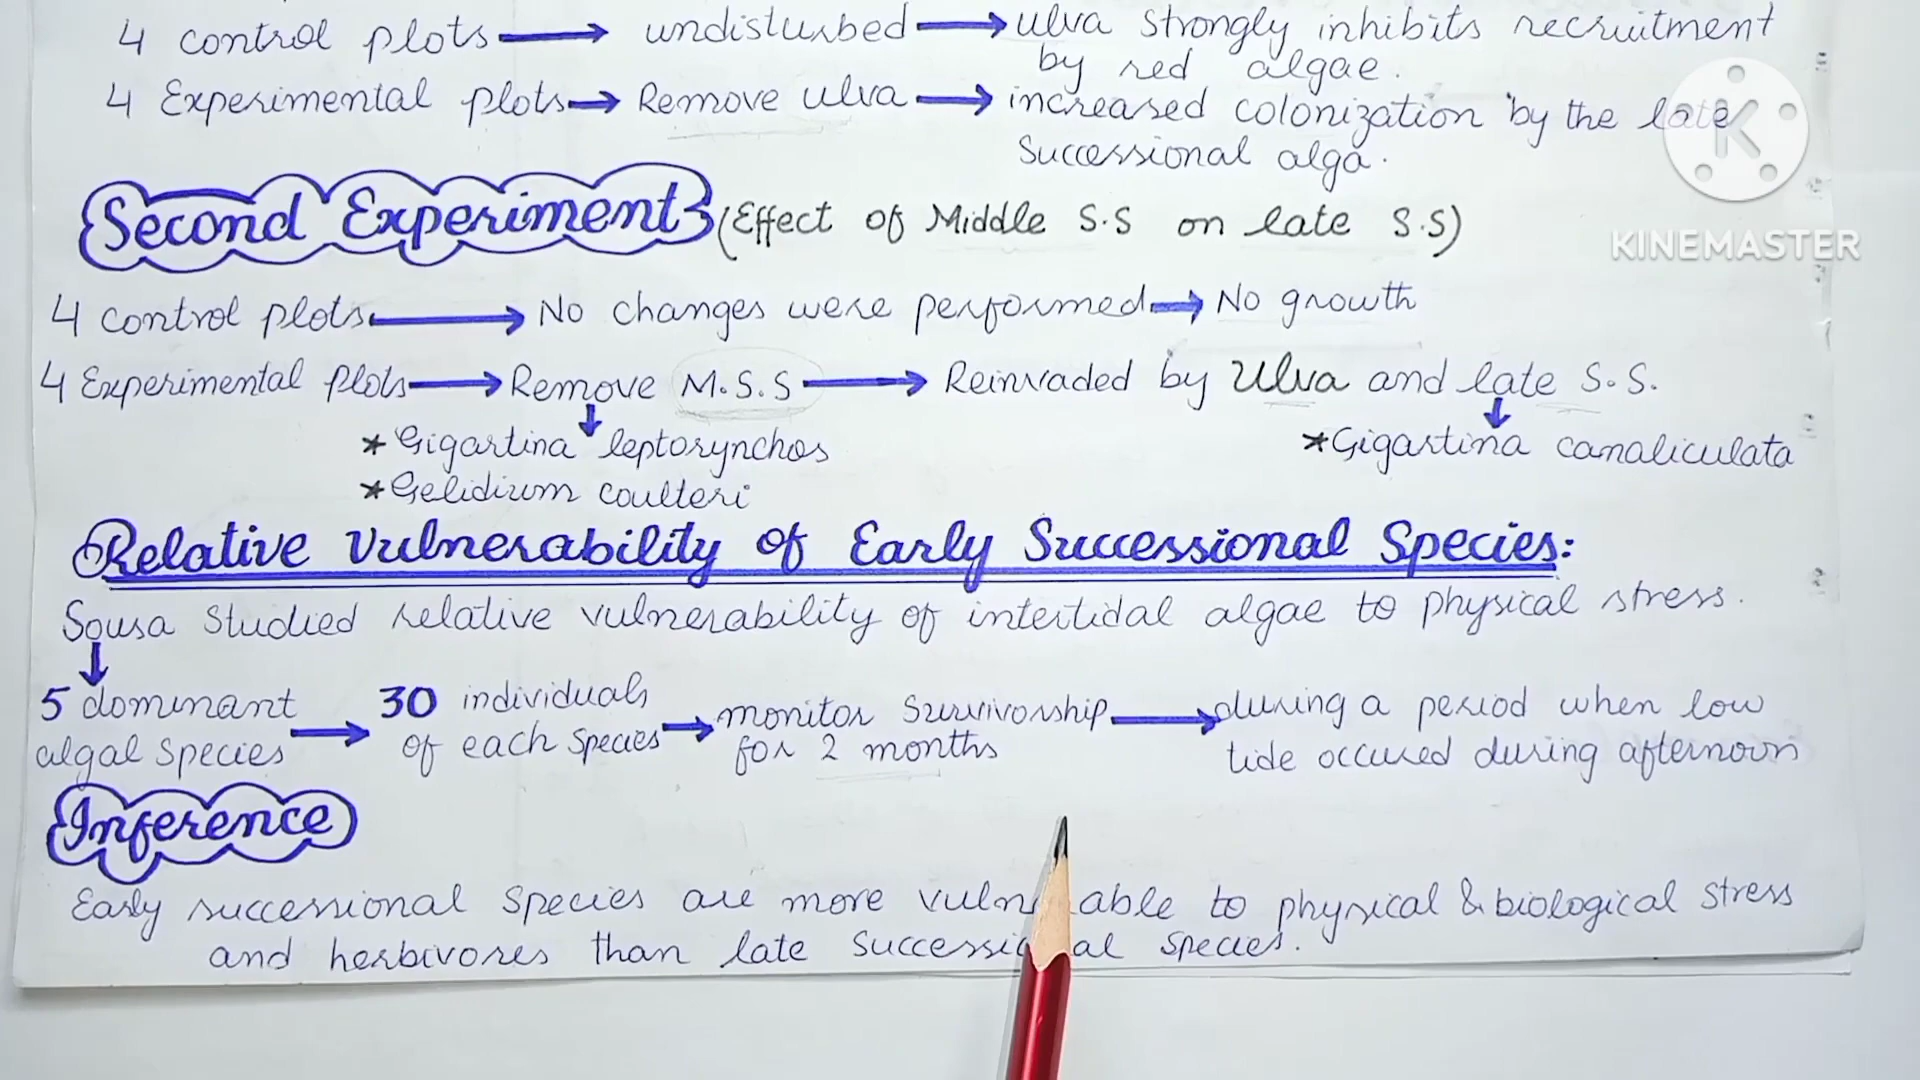 4 control plots → undisturbed → ulva strongly inhibits recruitment
by red algae.
4 Experimental plots → Remove ulva → increased colonization by the late
Successional alga.
Second Experiment (Effect of Middle S.S on late S.S)
4 control plots → No changes were performed → No growth
4 Experimental plots → Remove M.S.S → Reinvaded by Ulva and late S.S.
* Gigartina leptorynchos
* Gigartina canaliculata
* Gelidium coulteri
Relative Vulnerability of Early Successional Species:
Sousa Studied relative vulnerability of intertidal algae to physical stress.
5 dominant
algal species → 30 individuals
of each species → monitor Survivorship
for 2 months → during a period when low
tide occured during afternoon
Inference
Early successional species are more vulnerable to physical & biological stress
and herbivores than late Successional species.
K
KINEMASTER